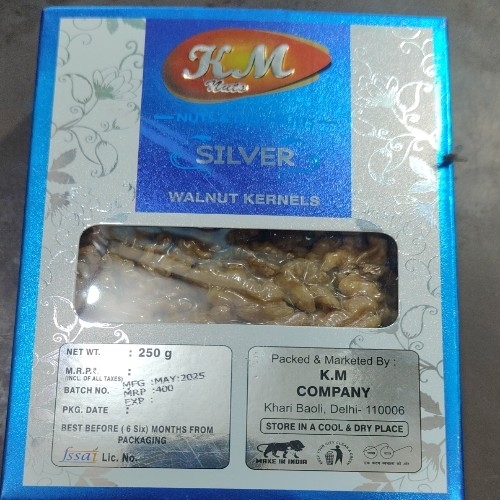 KM
Nuts
NUT
SILVER
WALNUT KERNELS
NET WT. : 250 g
M.R.P. :
(INCL. OF ALL TAXES)
MFG :MAY:2025
BATCH NO. MRP :400
EXP :
PKG. DATE :
BEST BEFORE ( 6 Six) MONTHS FROM
PACKAGING
fssai Lic. No.
Packed & Marketed By :
K.M
COMPANY
Khari Baoli, Delhi- 110006
STORE IN A COOL & DRY PLACE
MAKE IN INDIA